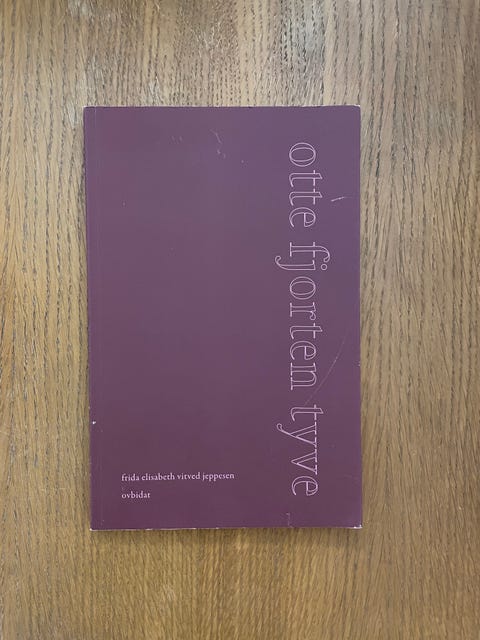 otte fjorten tyve
frida elisabeth vitved jeppesen
ovbidat